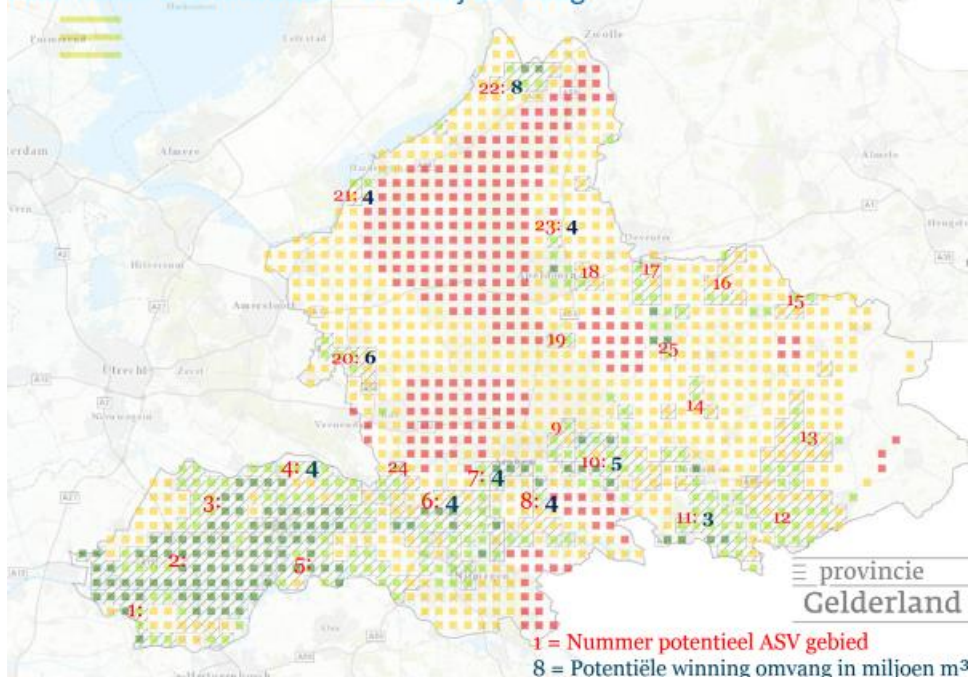 Zwolle
Lelystad
22: 8
Almere
Almelo
21: 4
23: 4
Deventer
Hilversum
Apeldoorn
18
17
16
15
Amersfoort
19
25
20: 6
Utrecht
Zeist
14
Nieuwegein
9
13
10: 5
4: 4
24
7: 4
3:
6: 4
8: 4
11: 3
12
2:
5:
Nijmegen
1:
provincie
Gelderland
1 = Nummer potentieel ASV gebied
8 = Potentiële winning omvang in miljoen m³